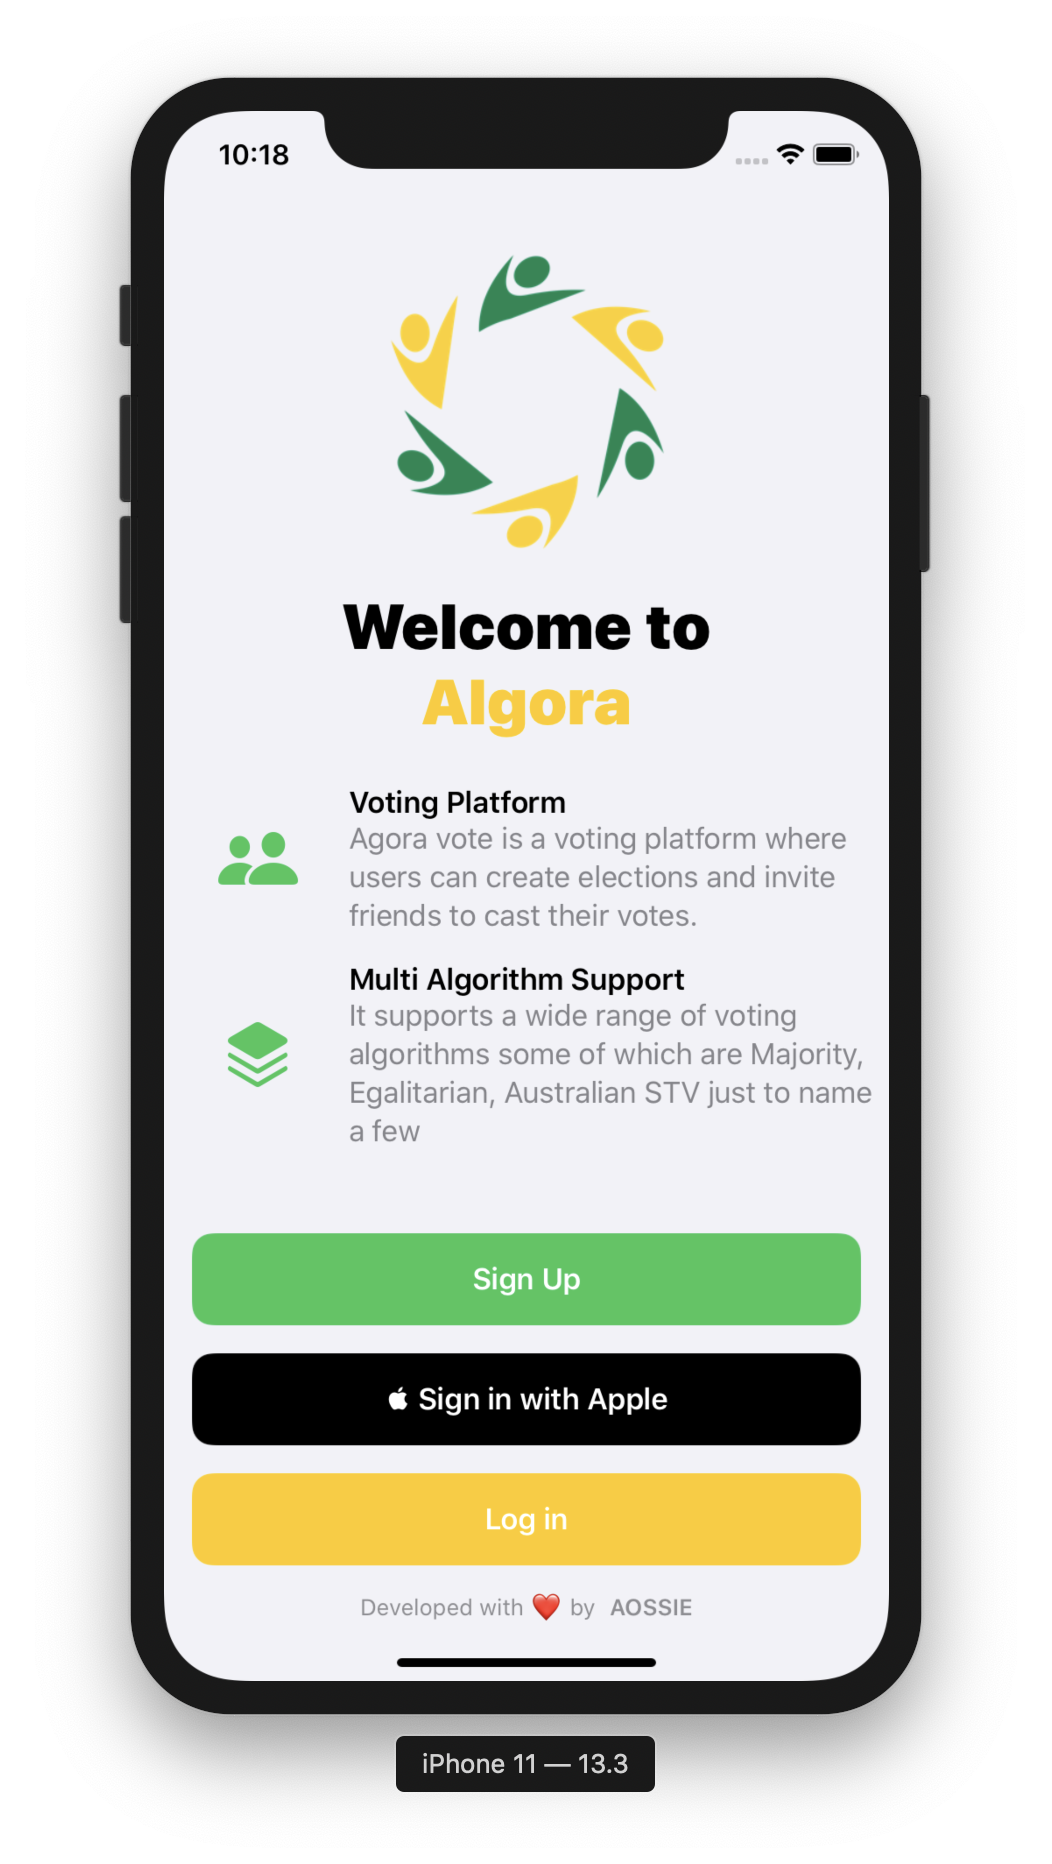 10:18
Welcome to
Algora
Voting Platform
Agora vote is a voting platform where
users can create elections and invite
friends to cast their votes.
Multi Algorithm Support
It supports a wide range of voting
algorithms some of which are Majority,
Egalitarian, Australian STV just to name
a few
Sign Up
Sign in with Apple
Log in
Developed with ❤️ by AOSSIE
iPhone 11 — 13.3